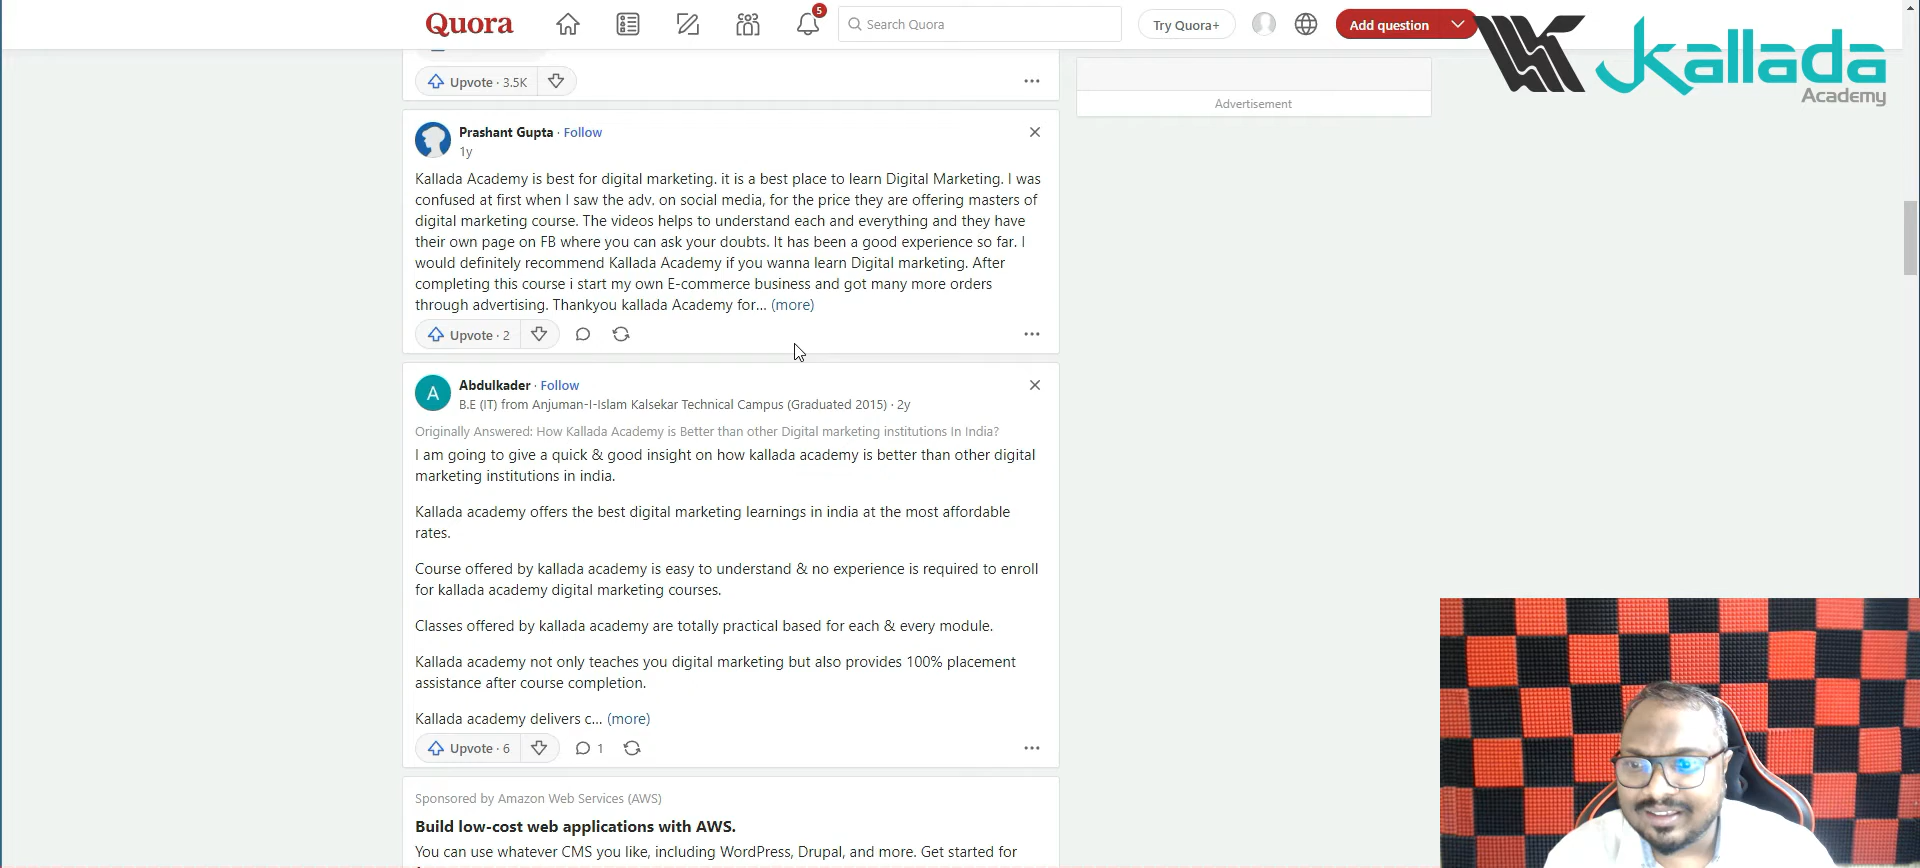 Quora
5
Search Quora
Try Quora+
Add question
Kallada
Academy
Upvote · 3.5K
Advertisement
Prashant Gupta · Follow
1y
Kallada Academy is best for digital marketing. it is a best place to learn Digital Marketing. I was
confused at first when I saw the adv. on social media, for the price they are offering masters of
digital marketing course. The videos helps to understand each and everything and they have
their own page on FB where you can ask your doubts. It has been a good experience so far. I
would definitely recommend Kallada Academy if you wanna learn Digital marketing. After
completing this course i start my own E-commerce business and got many more orders
through advertising. Thankyou kallada Academy for... (more)
Upvote · 2
A
Abdulkader · Follow
B.E (IT) from Anjuman-I-Islam Kalsekar Technical Campus (Graduated 2015) · 2y
Originally Answered: How Kallada Academy is Better than other Digital marketing institutions In India?
I am going to give a quick & good insight on how kallada academy is better than other digital
marketing institutions in india.
Kallada academy offers the best digital marketing learnings in india at the most affordable
rates.
Course offered by kallada academy is easy to understand & no experience is required to enroll
for kallada academy digital marketing courses.
Classes offered by kallada academy are totally practical based for each & every module.
Kallada academy not only teaches you digital marketing but also provides 100% placement
assistance after course completion.
Kallada academy delivers c... (more)
Upvote · 6
1
Sponsored by Amazon Web Services (AWS)
Build low-cost web applications with AWS.
You can use whatever CMS you like, including WordPress, Drupal, and more. Get started for